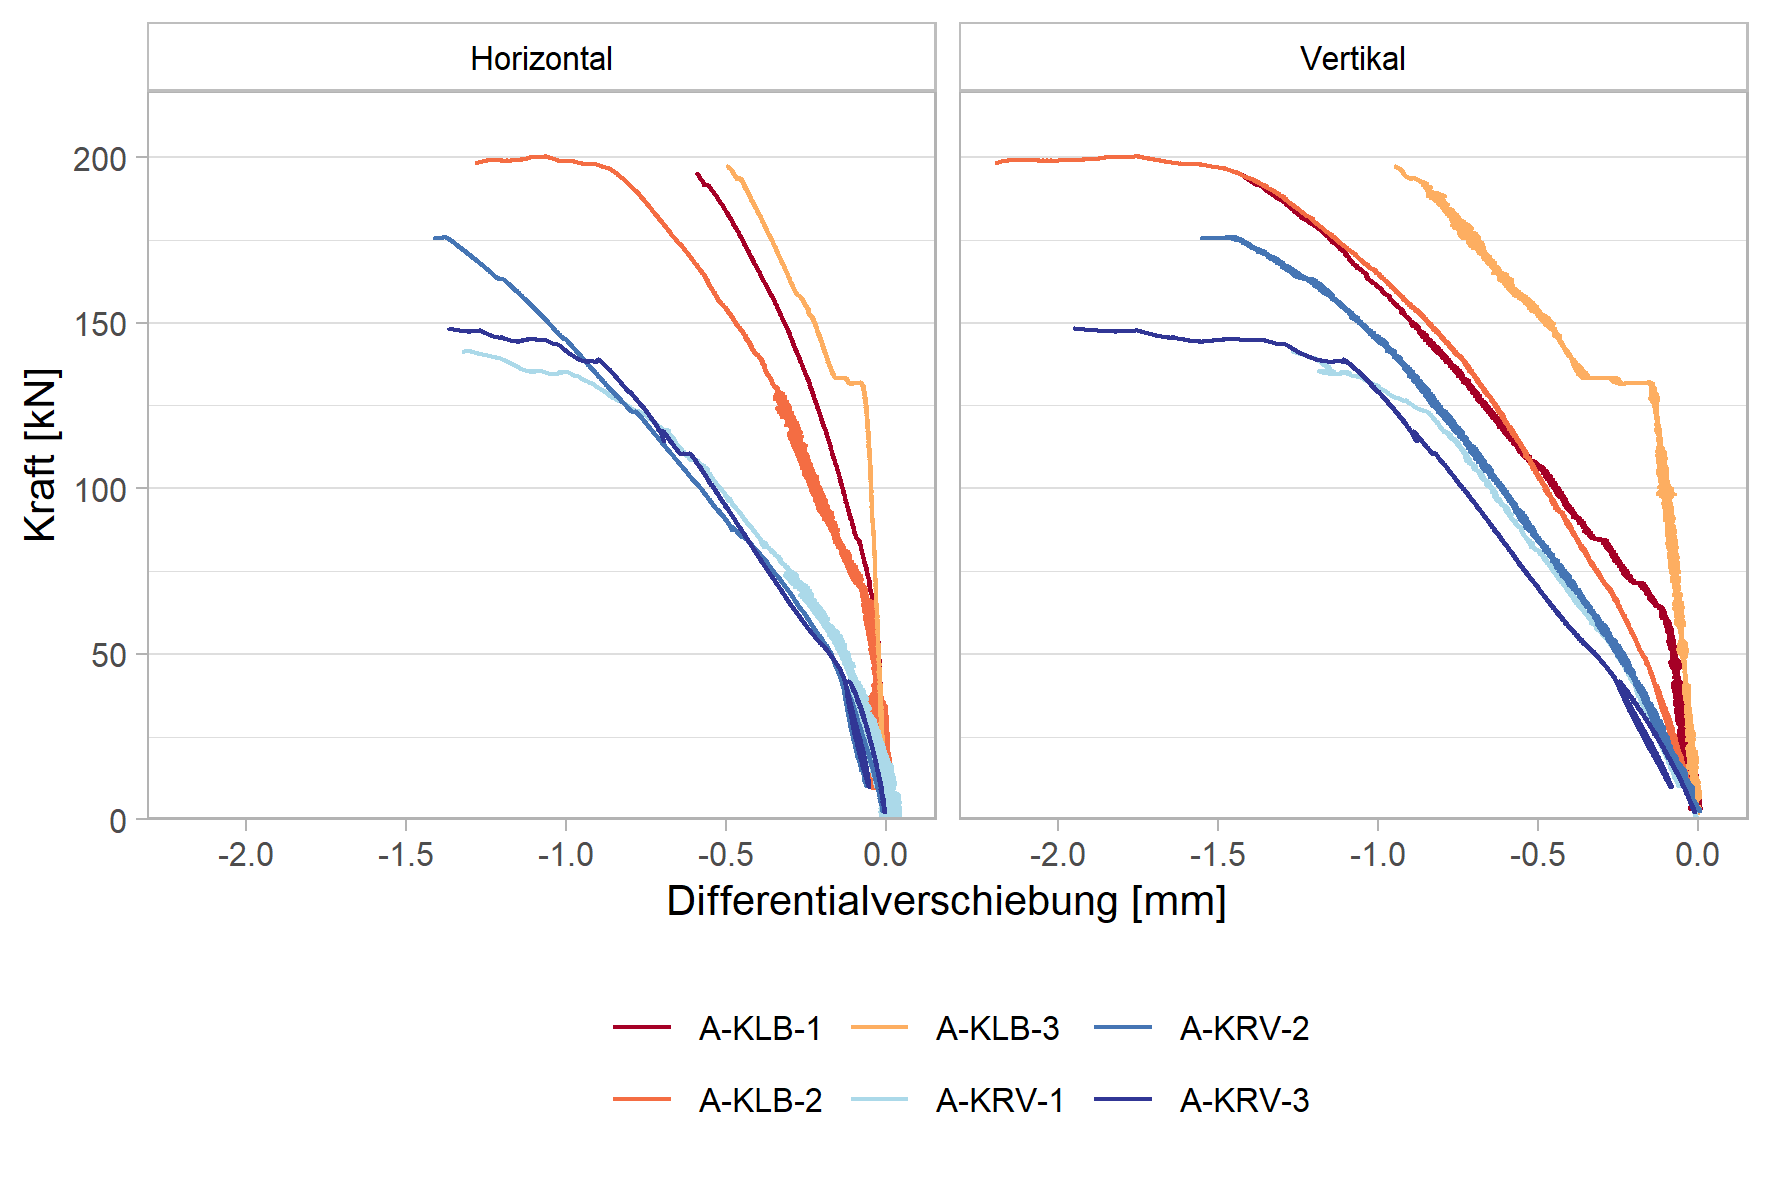 Horizontal
Vertikal
Kraft [kN]
200
150
100
50
0
-2.0 -1.5 -1.0 -0.5 0.0
-2.0 -1.5 -1.0 -0.5 0.0
Differentialverschiebung [mm]
A-KLB-1 A-KLB-3 A-KRV-2
A-KLB-2 A-KRV-1 A-KRV-3